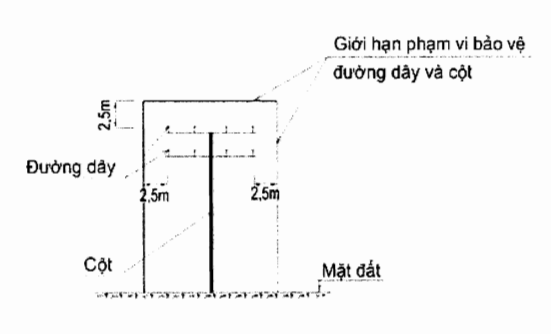 Giới hạn phạm vi bảo vệ
đường dây và cột
2,5m
Đường dây
2,5m
2,5m
Cột
Mặt đất